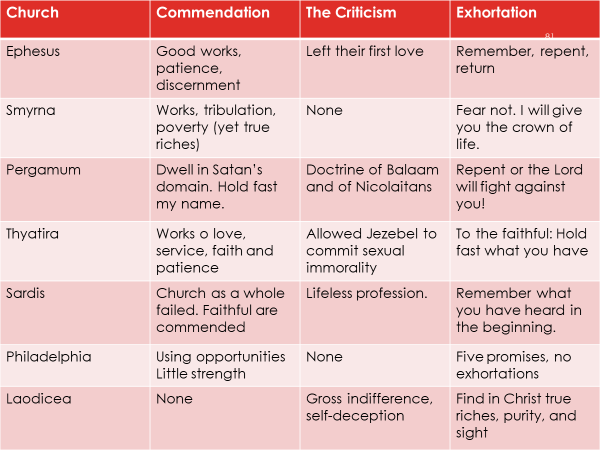 Church Commendation The Criticism Exhortation
81
Ephesus
Good works,
patience,
discernment
Left their first love
Remember, repent,
return
Smyrna
Works, tribulation,
poverty (yet true
riches)
None
Fear not. I will give
you the crown of
life.
Pergamum
Dwell in Satan's
domain. Hold fast
my name.
Doctrine of Balaam
and of Nicolaitans
Repent or the Lord
will fight against
you!
Thyatira
Works o love,
service, faith and
patience
Allowed Jezebel to
commit sexual
immorality
To the faithful: Hold
fast what you have
Sardis
Church as a whole
failed. Faithful are
commended
Lifeless profession.
Remember what
you have heard in
the beginning.
Philadelphia
Using opportunities
Little strength
None
Five promises, no
exhortations
Laodicea
None
Gross indifference,
self-deception
Find in Christ true
riches, purity, and
sight